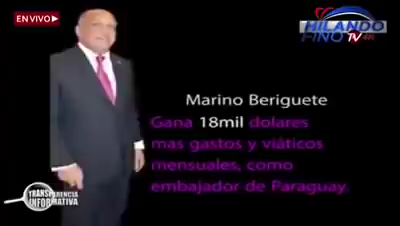 EN VIVO
HILANDO
FINO TV
Marino Beriguete
Gana 18mil dolares
mas gastos y viáticos
mensuales, como
embajador de Paraguay.
TRANSPARENCIA
INFORMATIVA